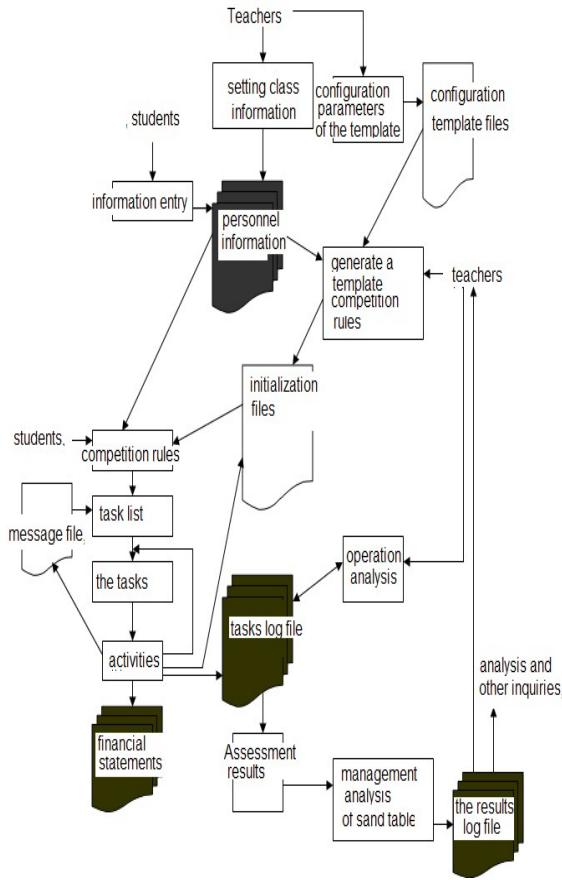 Teachers
setting class
information
configuration
parameters
of the template
configuration
template files
, students
information entry
personnel
information
generate a
template
competition
rules
teachers
initialization
files
students,
competition rules
task list
message file,
the tasks
operation
analysis
tasks log file
activities
analysis and
other inquiries,
financial
statements
Assessment
results
management
analysis
of sand table
the results
log file